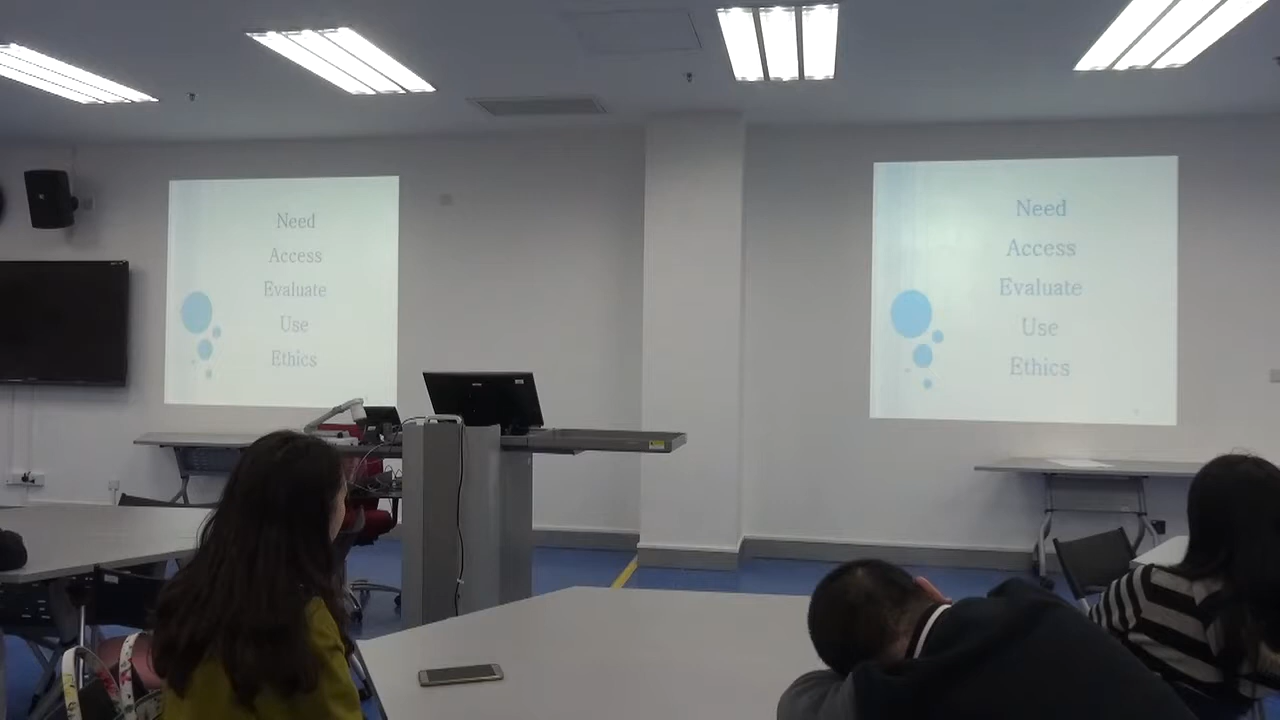 Need
Access
Evaluate
Use
Ethics
Need
Access
Evaluate
Use
Ethics